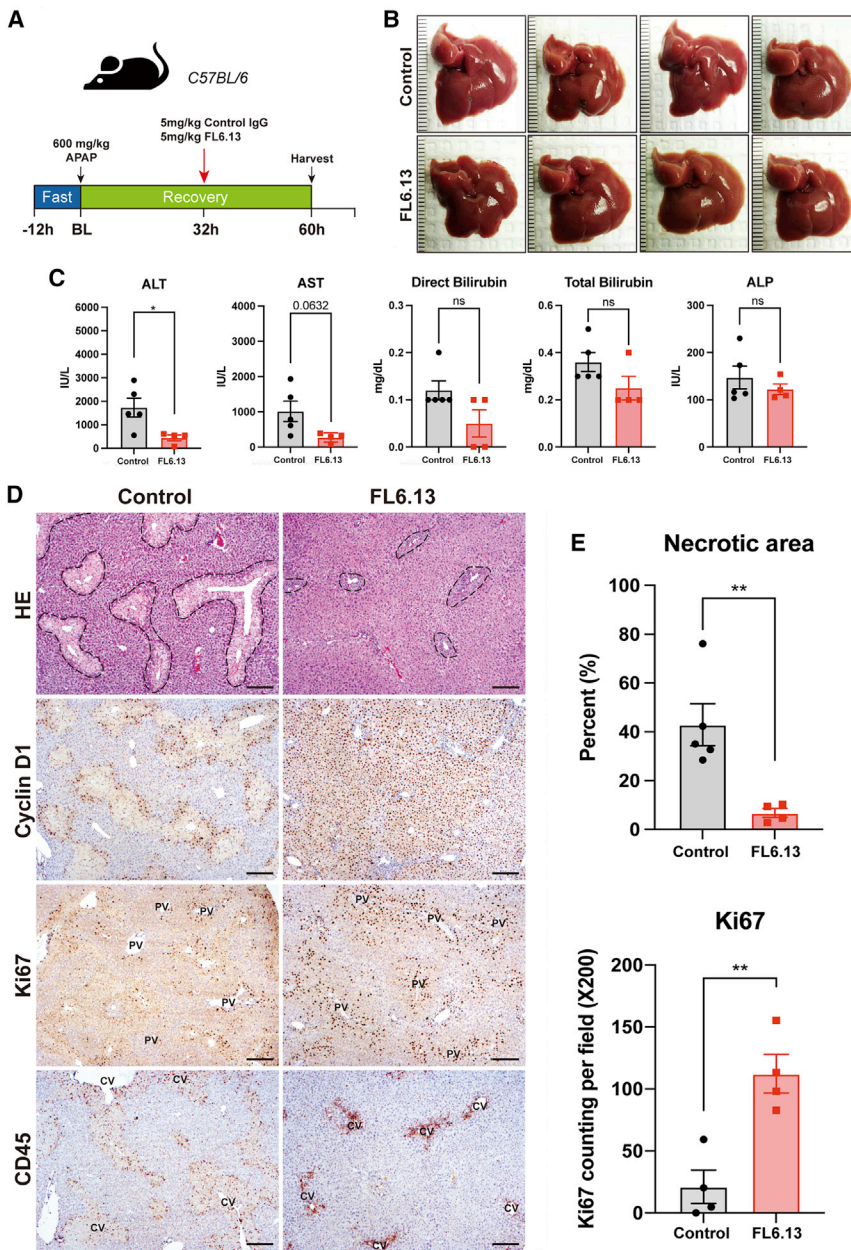 A
C57BL/6
5mg/kg Control IgG
5mg/kg FL6.13
600 mg/kg
APAP
Harvest
Fast
Recovery
-12h
BL
32h
60h
B
Control
FL6.13
C
ALT
IU/L
6000
5000
4000
3000
2000
1000
0
*
Control
FL6.13
AST
IU/L
4000
3000
2000
1000
0
0.0632
Control
FL6.13
Direct Bilirubin
mg/dL
0.3
0.2
0.1
0.0
ns
Control
FL6.13
Total Bilirubin
mg/dL
0.6
0.4
0.2
0.0
ns
Control
FL6.13
ALP
IU/L
400
300
200
100
0
ns
Control
FL6.13
D
Control
FL6.13
HE
Cyclin D1
Ki67
PV
PV
PV
PV
PV
PV
PV
PV
PV
PV
PV
PV
CD45
CV
CV
CV
CV
CV
CV
CV
CV
CV
CV
E
Necrotic area
Percent (%)
100
80
60
40
20
0
**
Control
FL6.13
Ki67
Ki67 counting per field (X200)
200
150
100
50
0
**
Control
FL6.13